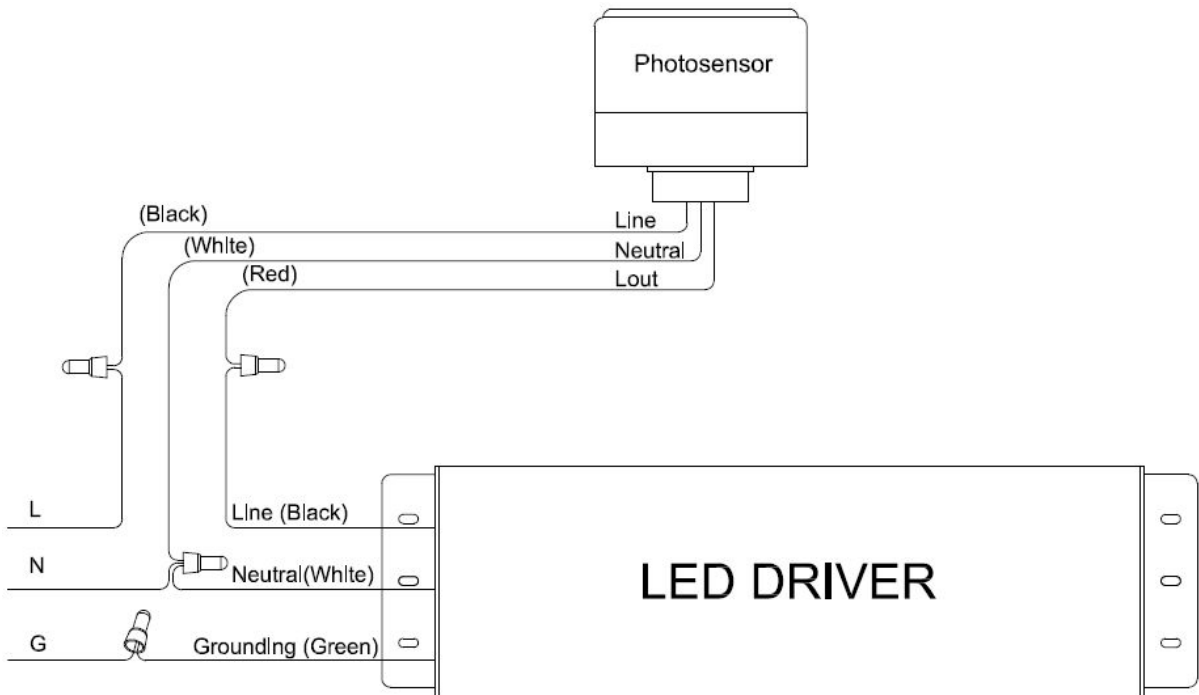 Photosensor
(Black)
Line
(White)
Neutral
(Red)
Lout
L
Line (Black)
N
Neutral(White)
LED DRIVER
G
Grounding (Green)